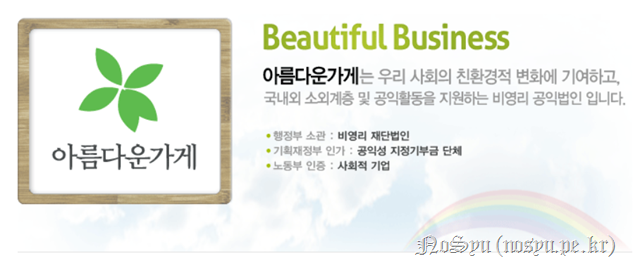 아름다운가게
Beautiful Business
아름다운가게는 우리 사회의 친환경적 변화에 기여하고,
국내외 소외계층 및 공익활동을 지원하는 비영리 공익법인 입니다.
• 행정부 소관 : 비영리 재단법인
• 기획재정부 인가 : 공익성 지정기부금 단체
• 노동부 인증 : 사회적 기업
NoSyu (nosyu.pe.kr)